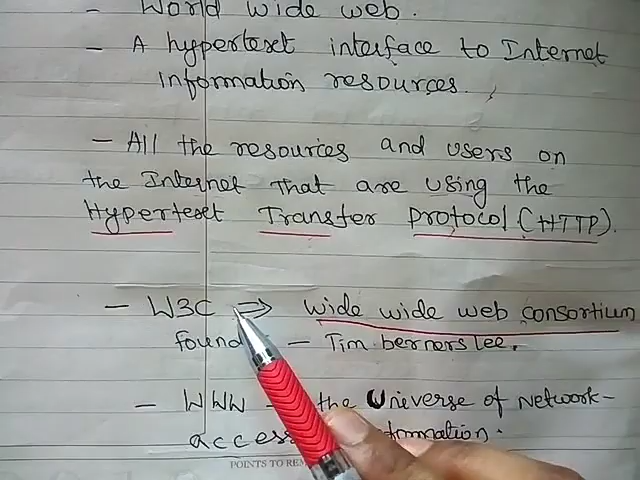 - World wide web.
- A hypertext interface to Internet
information resources.
- All the resources and users on
the Internet that are using the
Hypertext Transfer protocol (HTTP).
- W3C ⇒ wide wide web consortium
found - Tim berners lee.
- WWW - the Universe of network-
access formation.
POINTS TO REM